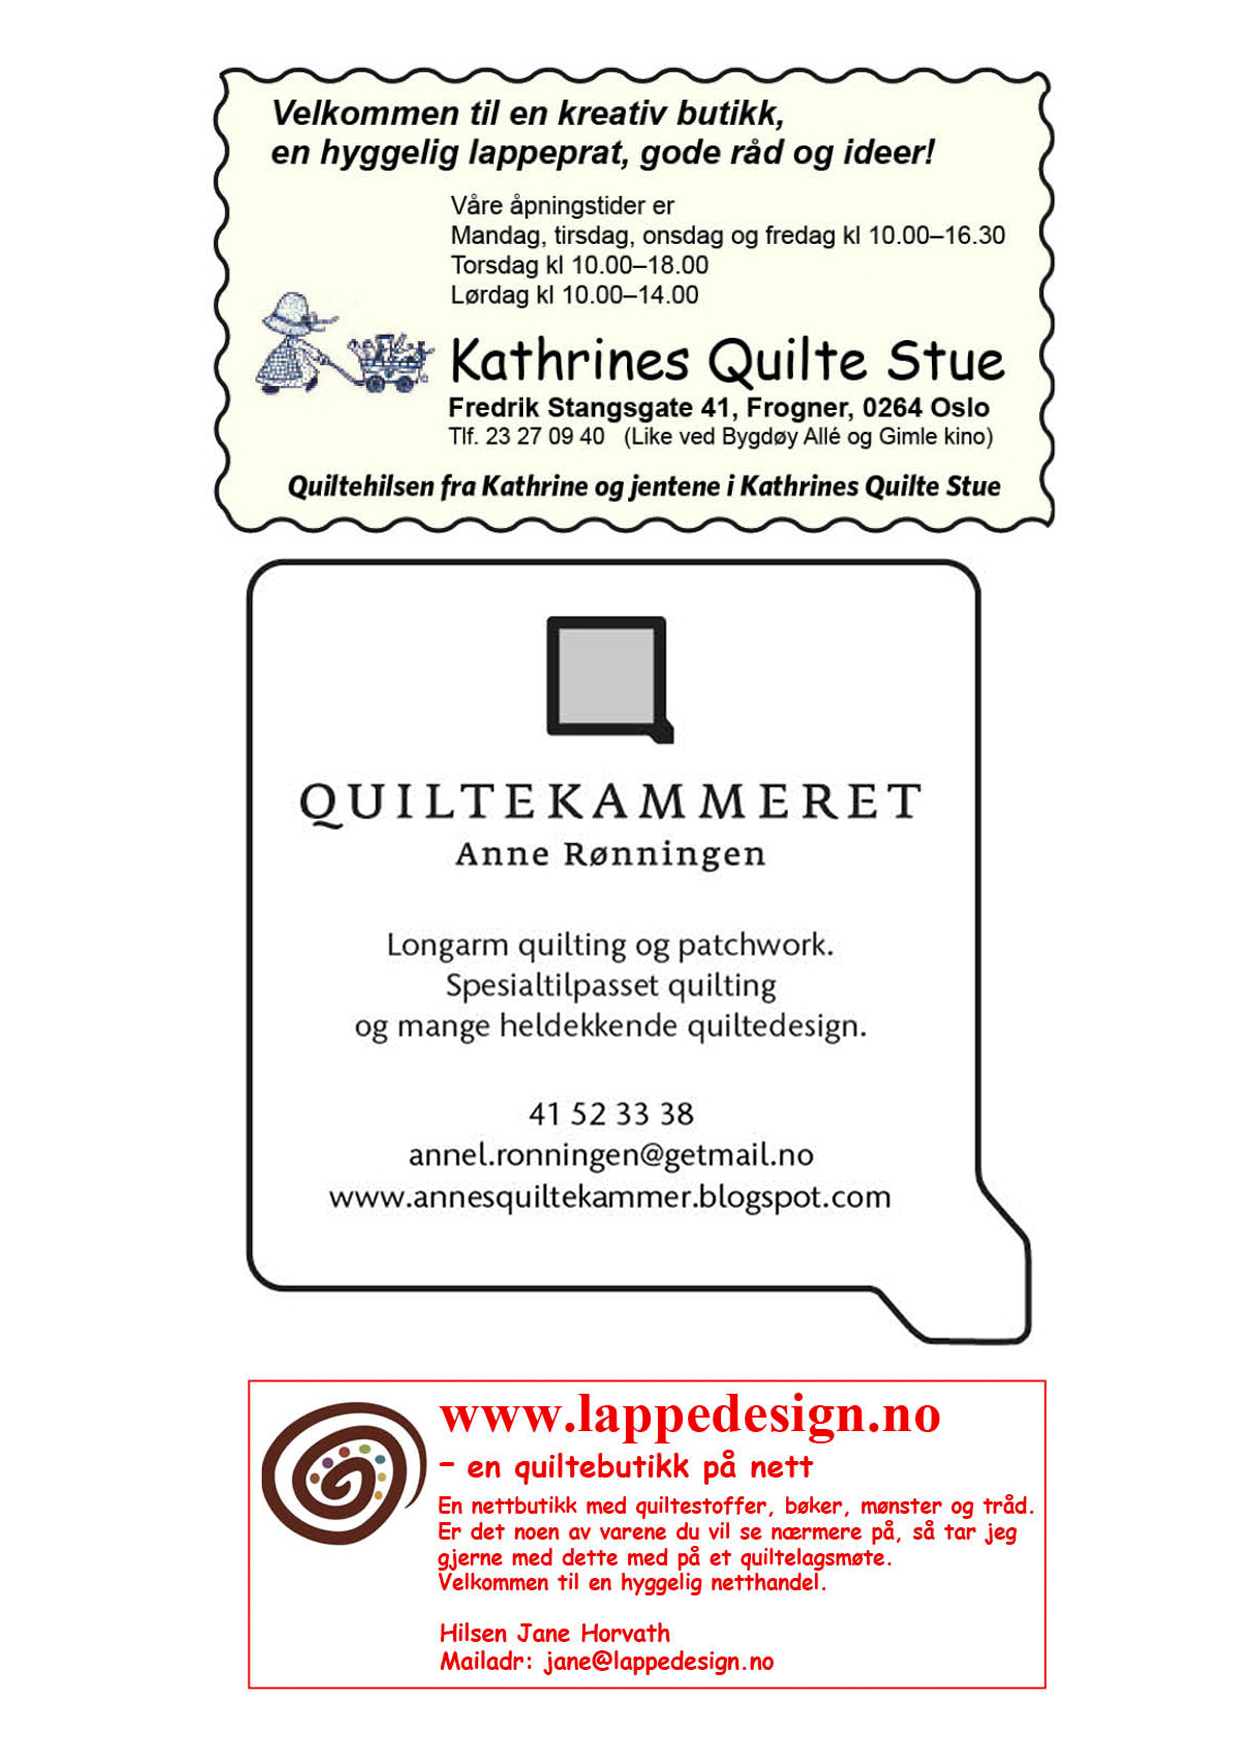 Velkommen til en kreativ butikk,
en hyggelig lappeprat, gode råd og ideer!
Våre åpningstider er
Mandag, tirsdag, onsdag og fredag kl 10.00–16.30
Torsdag kl 10.00–18.00
Lørdag kl 10.00–14.00
Kathrines Quilte Stue
Fredrik Stangsgate 41, Frogner, 0264 Oslo
Tlf. 23 27 09 40 (Like ved Bygdøy Allé og Gimle kino)
Quiltehilsen fra Kathrine og jentene i Kathrines Quilte Stue
QUILTEKAMMERET
Anne Rønningen
Longarm quilting og patchwork.
Spesialtilpasset quilting
og mange heldekkende quiltedesign.
41 52 33 38
annel.ronningen@getmail.no
www.annesquiltekammer.blogspot.com
www.lappedesign.no
– en quiltebutikk på nett
En nettbutikk med quiltestoffer, bøker, mønster og tråd.
Er det noen av varene du vil se nærmere på, så tar jeg
gjerne med dette med på et quiltelagsmøte.
Velkommen til en hyggelig netthandel.
Hilsen Jane Horvath
Mailadr: jane@lappedesign.no